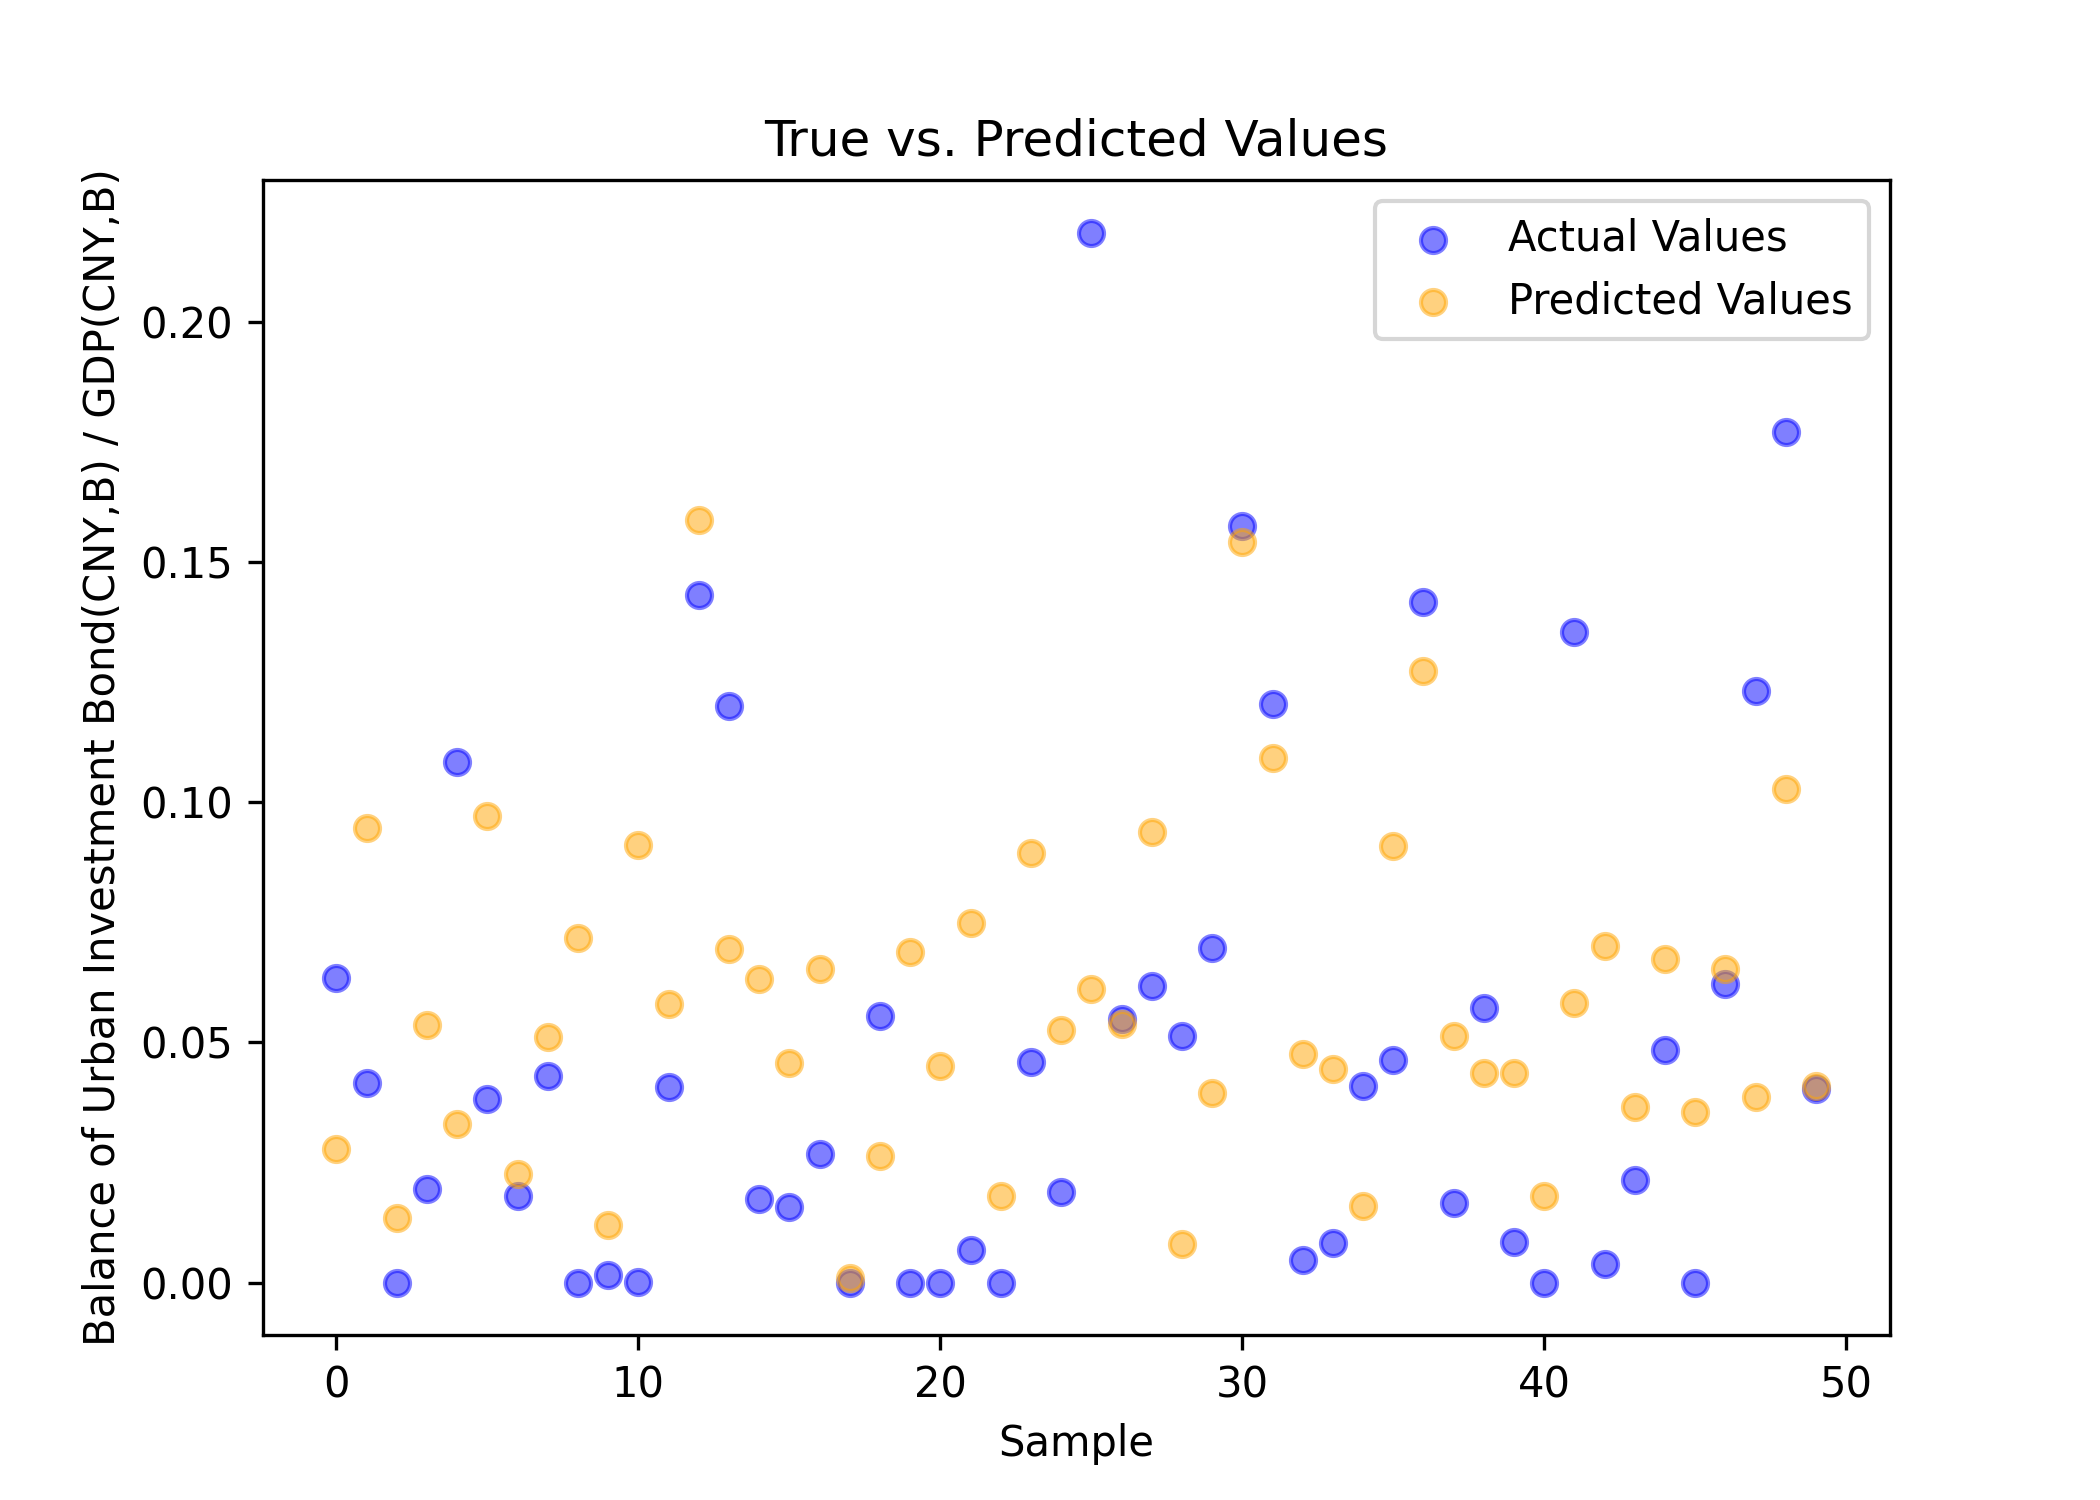 True vs. Predicted Values
Actual Values
Predicted Values
Balance of Urban Investment Bond(CNY,B) / GDP(CNY,B)
0.20
0.15
0.10
0.05
0.00
0 10 20 30 40 50
Sample